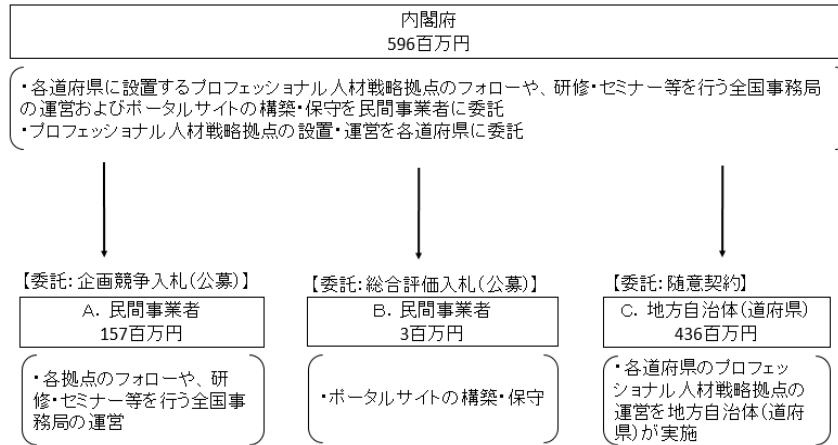 内閣府
596百万円
・各道府県に設置するプロフェッショナル人材戦略拠点のフォローや、研修・セミナー等を行う全国事務局
の運営およびポータルサイトの構築・保守を民間事業者に委託
・プロフェッショナル人材戦略拠点の設置・運営を各道府県に委託
【委託：企画競争入札（公募）】
A．民間事業者
157百万円
・各拠点のフォローや、研
修・セミナー等を行う全国事
務局の運営
【委託：総合評価入札（公募）】
B．民間事業者
3百万円
・ポータルサイトの構築・保守
【委託：随意契約】
C．地方自治体（道府県）
436百万円
・各道府県のプロフェッ
ショナル人材戦略拠点の
運営を地方自治体（道府
県）が実施